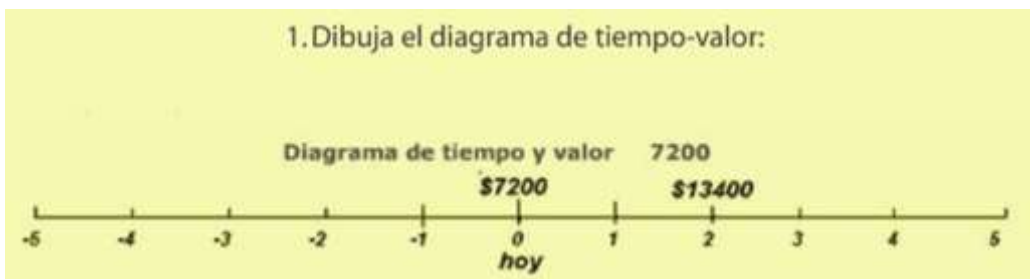 1.Dibuja el diagrama de tiempo-valor:
Diagrama de tiempo y valor 7200
$7200 $13400
-5 -4 -3 -2 -1 0 1 2 3 4 5
hoy